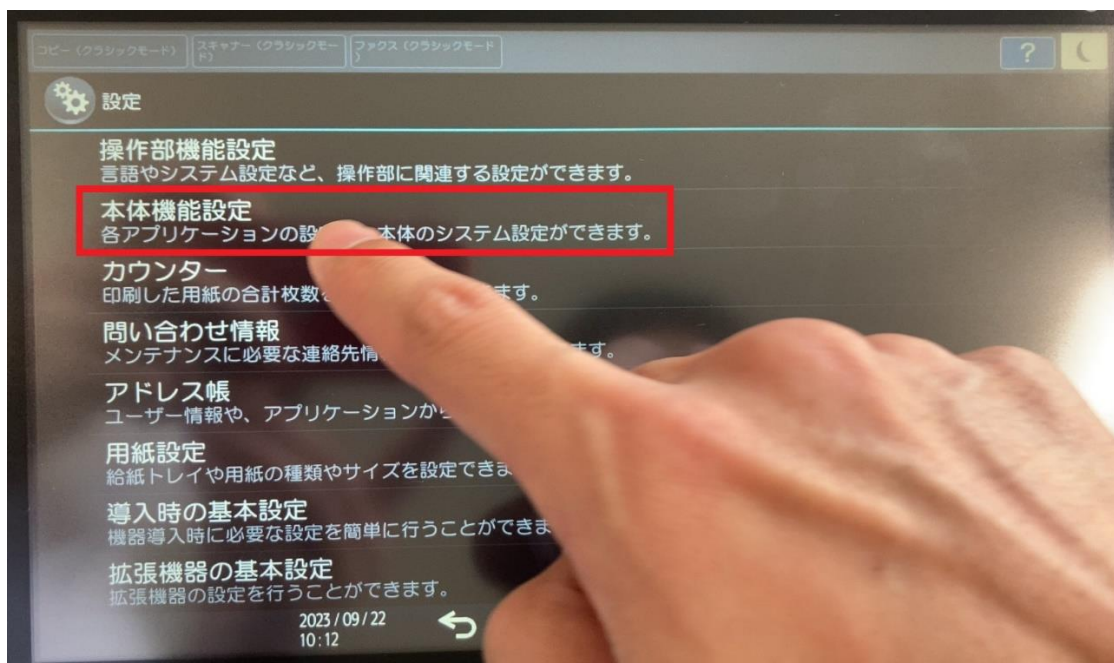 コピー(クラシックモード)
スキャナー(クラシックモー
ド)
ファクス(クラシックモード
)
?
設定
操作部機能設定
言語やシステム設定など、操作部に関連する設定ができます。
本体機能設定
各アプリケーションの設 本体のシステム設定ができます。
カウンター
印刷した用紙の合計枚数 ます。
問い合わせ情報
メンテナンスに必要な連絡先情 ます。
アドレス帳
ユーザー情報や、アプリケーションか
用紙設定
給紙トレイや用紙の種類やサイズを設定できま
導入時の基本設定
機器導入時に必要な設定を簡単に行うことができま
拡張機器の基本設定
拡張機器の設定を行うことができます。
2023/09/22
10:12